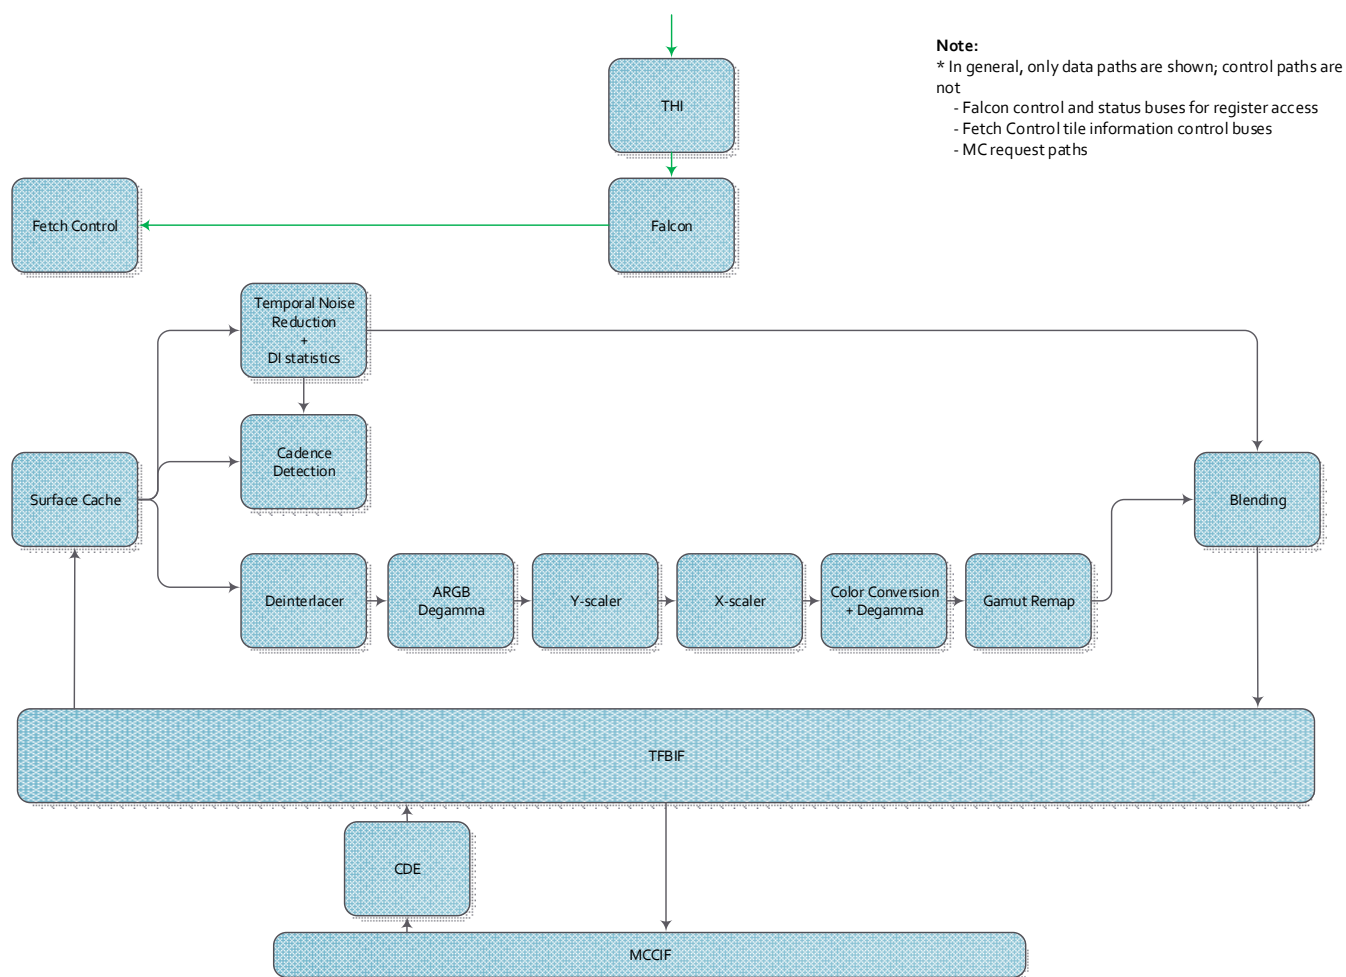 THI
Note:
* In general, only data paths are shown; control paths are
not
- Falcon control and status buses for register access
- Fetch Control tile information control buses
- MC request paths
Fetch Control
Falcon
Temporal Noise
Reduction
+
DI statistics
Cadence
Detection
Surface Cache
Blending
Deinterlacer
ARGB
Degamma
Y-scaler
X-scaler
Color Conversion
+ Degamma
Gamut Remap
TFBIF
CDE
MCCIF